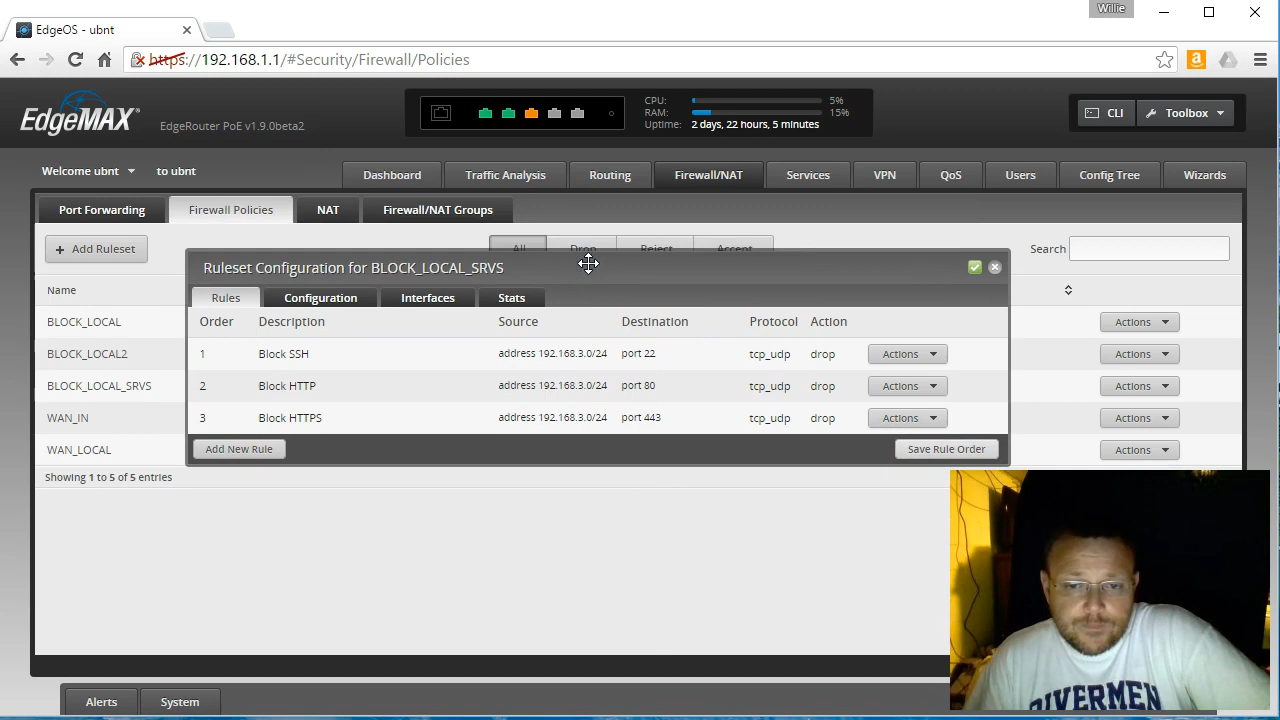 Willie
EdgeOS - ubnt
https://192.168.1.1/#Security/Firewall/Policies
EdgeMAX®
EdgeRouter PoE v1.9.0beta2
CPU: 5%
RAM: 15%
Uptime: 2 days, 22 hours, 5 minutes
CLI Toolbox
Welcome ubnt to ubnt
Dashboard Traffic Analysis Routing Firewall/NAT Services VPN QoS Users Config Tree Wizards
Port Forwarding Firewall Policies NAT Firewall/NAT Groups
+ Add Ruleset All Drop Reject Accept Search
Ruleset Configuration for BLOCK_LOCAL_SRVS
Name
Rules Configuration Interfaces Stats
Order Description Source Destination Protocol Action
BLOCK_LOCAL Actions
BLOCK_LOCAL2 1 Block SSH address 192.168.3.0/24 port 22 tcp_udp drop Actions Actions
BLOCK_LOCAL_SRVS 2 Block HTTP address 192.168.3.0/24 port 80 tcp_udp drop Actions Actions
WAN_IN 3 Block HTTPS address 192.168.3.0/24 port 443 tcp_udp drop Actions Actions
WAN_LOCAL Add New Rule Save Rule Order Actions
Showing 1 to 5 of 5 entries
RIVERMEN
Alerts System